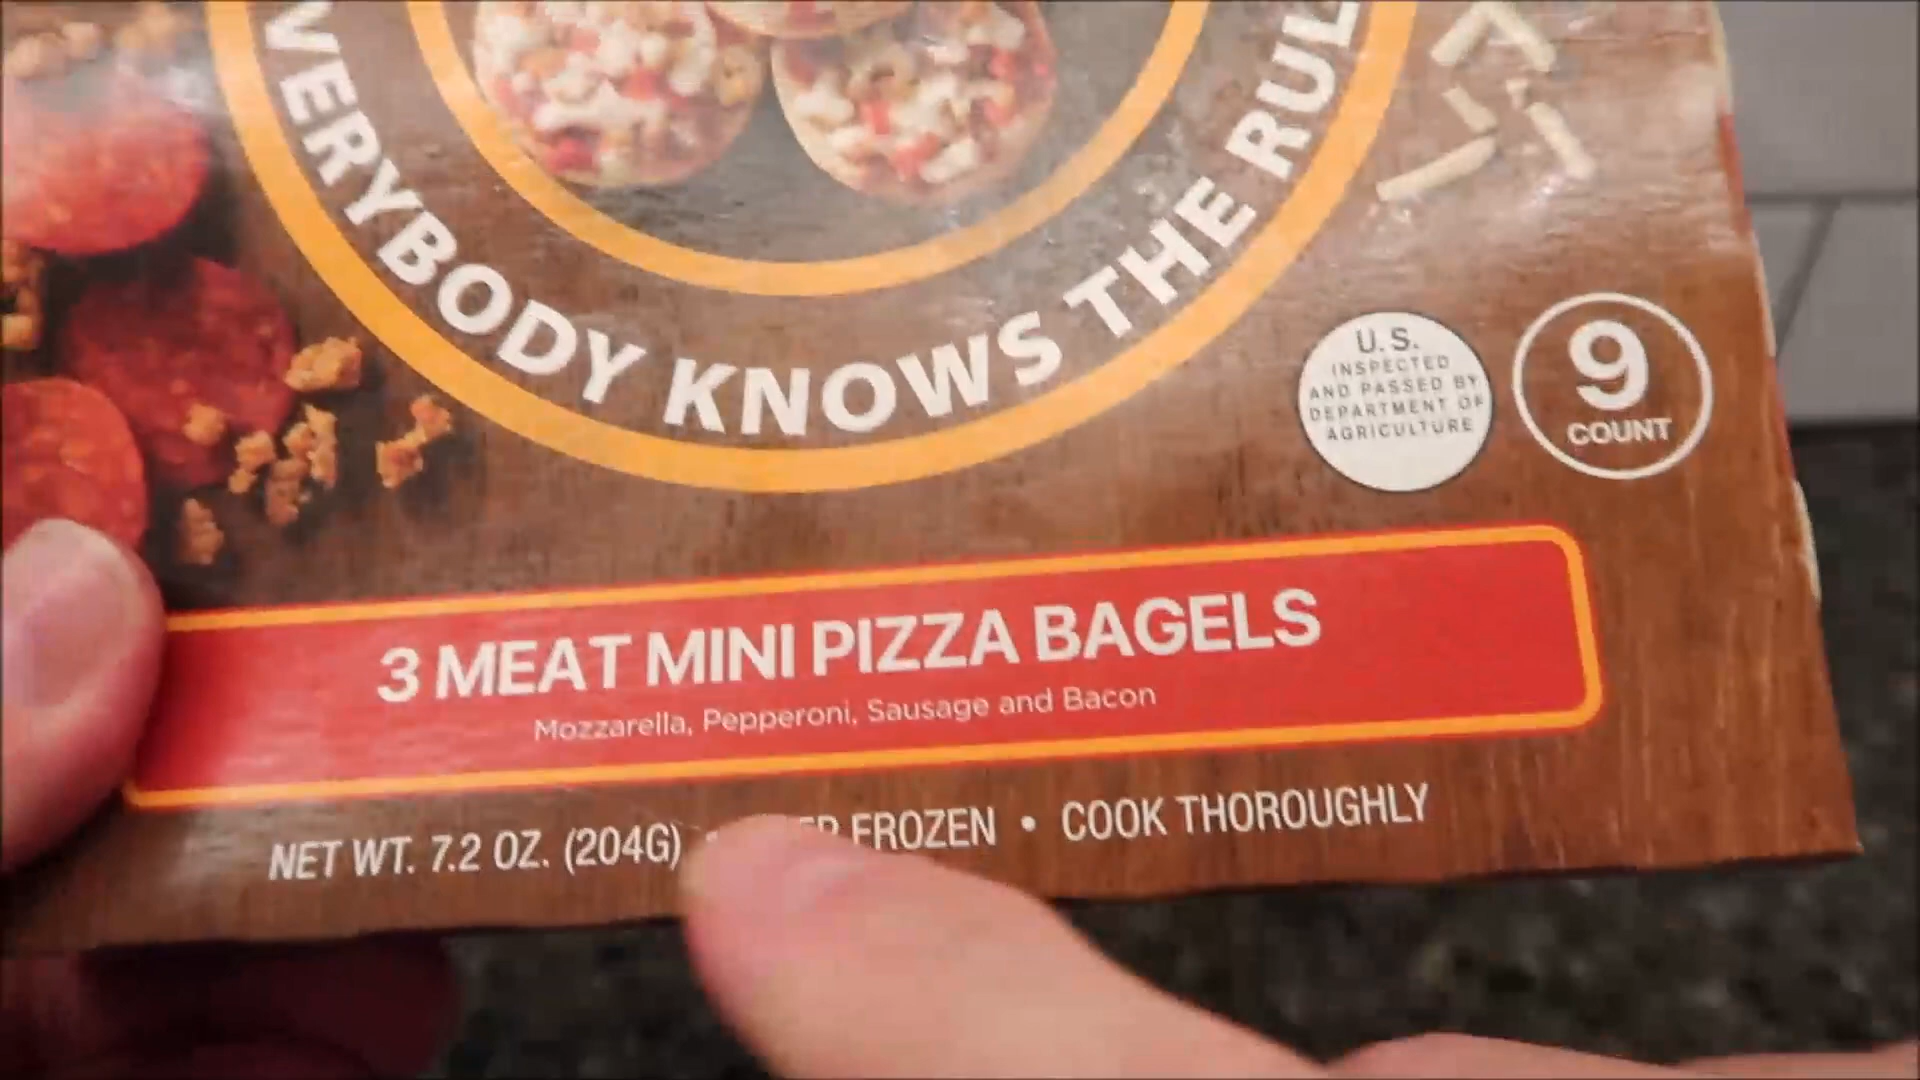 VERYBODY KNOWS THE RUL
U.S.
INSPECTED
AND PASSED BY
DEPARTMENT OF
AGRICULTURE
9
COUNT
3 MEAT MINI PIZZA BAGELS
Mozzarella, Pepperoni, Sausage and Bacon
NET WT. 7.2 OZ. (204G) • FROZEN • COOK THOROUGHLY